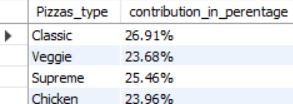 Pizzas_type contribution_in_perentage
Classic 26.91%
Veggie 23.68%
Supreme 25.46%
Chicken 23.96%